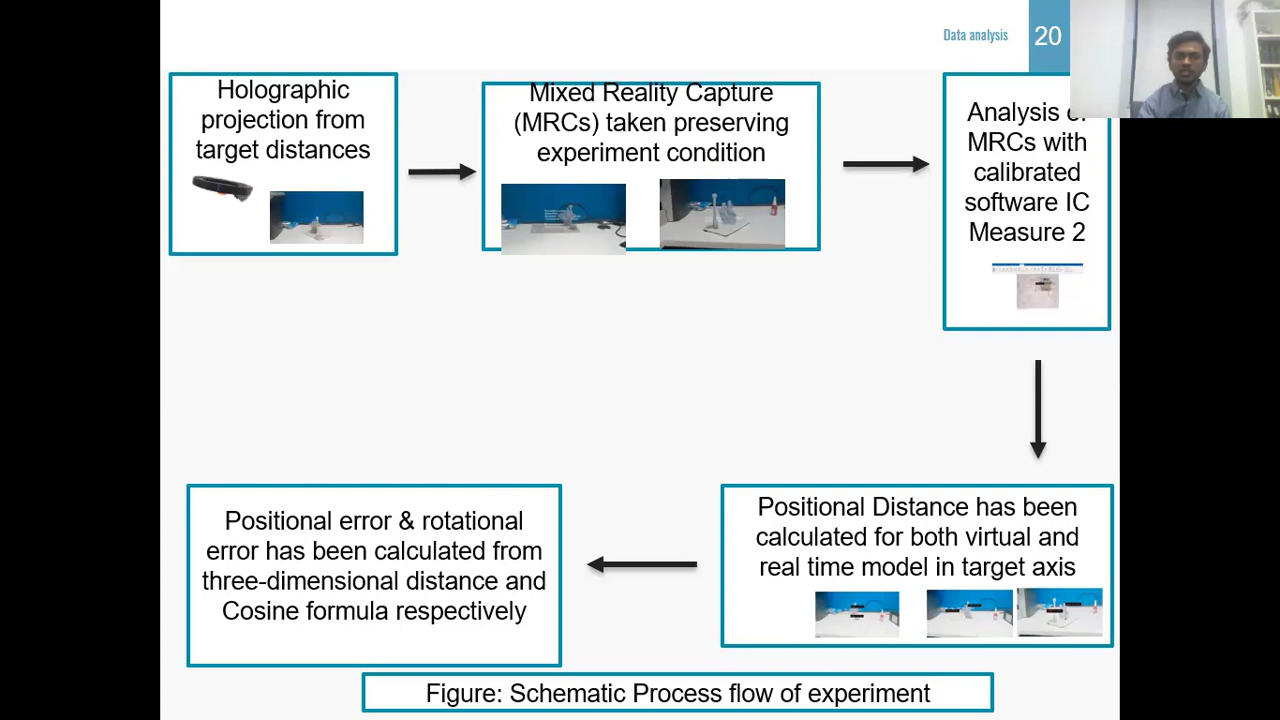 Data analysis
20
Holographic
projection from
target distances
Mixed Reality Capture
(MRCs) taken preserving
experiment condition
Analysis of
MRCs with
calibrated
software IC
Measure 2
Positional Distance has been
calculated for both virtual and
real time model in target axis
Positional error & rotational
error has been calculated from
three-dimensional distance and
Cosine formula respectively
Figure: Schematic Process flow of experiment